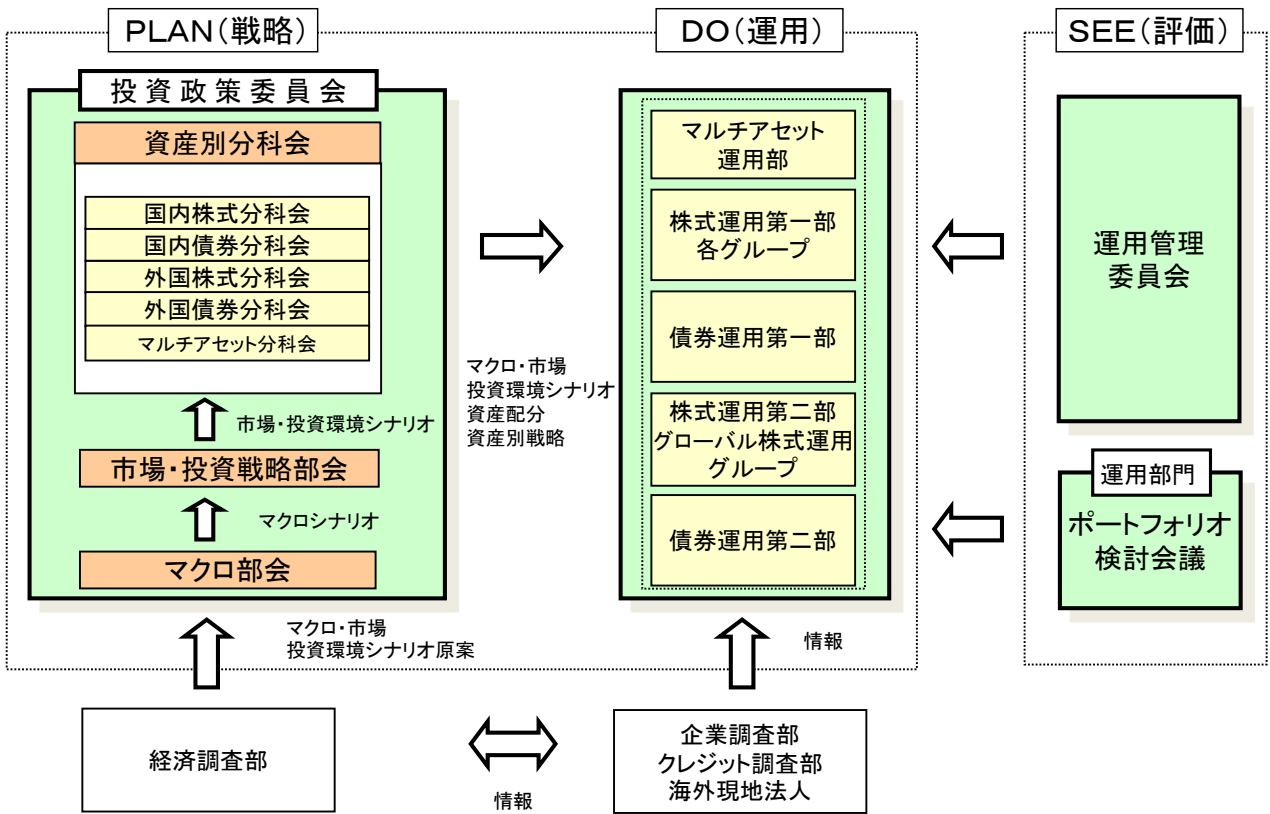 PLAN(戦略)
投資政策委員会
資産別分科会
国内株式分科会
国内債券分科会
外国株式分科会
外国債券分科会
マルチアセット分科会
市場・投資環境シナリオ
市場・投資戦略部会
マクロシナリオ
マクロ部会
マクロ・市場
投資環境シナリオ原案
経済調査部
マクロ・市場
投資環境シナリオ
資産配分
資産別戦略
情報
DO(運用)
マルチアセット
運用部
株式運用第一部
各グループ
債券運用第一部
株式運用第二部
グローバル株式運用
グループ
債券運用第二部
情報
企業調査部
クレジット調査部
海外現地法人
SEE(評価)
運用管理
委員会
運用部門
ポートフォリオ
検討会議